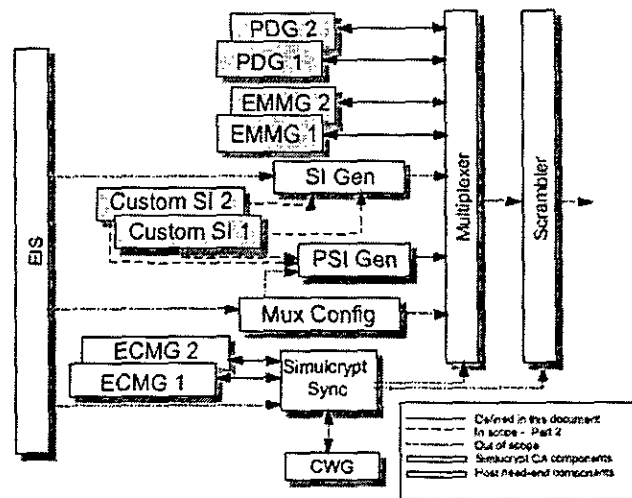 PDG 2
PDG 1
EMMG 2
EMMG 1
SI Gen
Custom SI 2
Custom SI 1
PSI Gen
EIS
Mux Config
ECMG 2
ECMG 1
Simulcrypt
Sync
CWG
Multiplexer
Scrambler
Defined in this document
In scope - Part 2
Out of scope
Simulcrypt CA components
Host head-end components